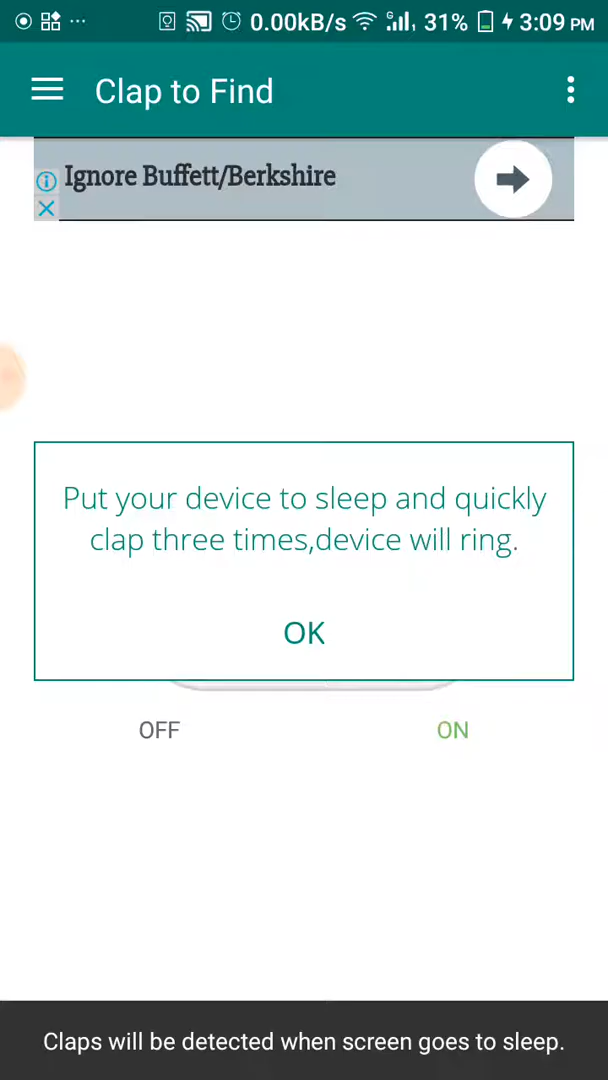 0.00kB/s G 31% 3:09 PM
Clap to Find
Ignore Buffett/Berkshire
Put your device to sleep and quickly
clap three times,device will ring.
OK
OFF ON
Claps will be detected when screen goes to sleep.